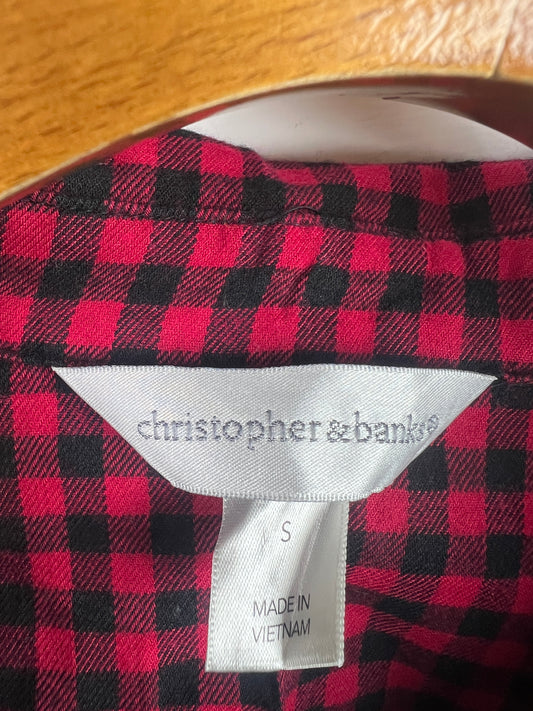 christopher & banks®
S
MADE IN
VIETNAM